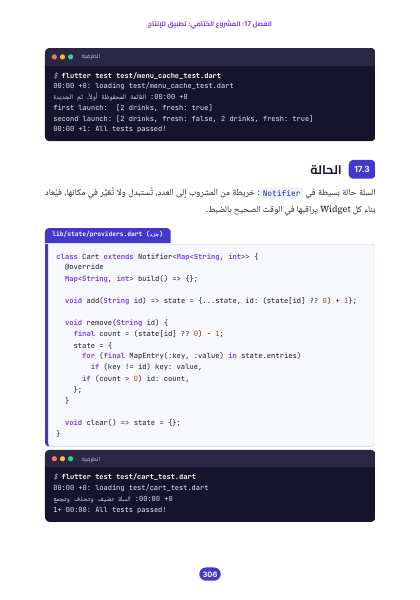 الفصل 17: المشروع الختامي: تطبيق للإنتاج
الطرفية
$ flutter test test/menu_cache_test.dart
00:00 +0: loading test/menu_cache_test.dart
00:00 +0: القائمة المحفوظة أولاً، ثم الجديدة
first launch:  [2 drinks, fresh: true]
second launch: [2 drinks, fresh: false, 2 drinks, fresh: true]
00:00 +1: All tests passed!
17.3 الحالة
السلة حالة بسيطة في Notifier: خريطة من المشروب إلى العدد، تُستبدل ولا تُغيَّر في مكانها، فيُعاد
بناء كل Widget يراقبها في الوقت الصحيح بالضبط.
lib/state/providers.dart (جزء)
class Cart extends Notifier<Map<String, int>> {
  @override
  Map<String, int> build() => {};

  void add(String id) => state = {...state, id: (state[id] ?? 0) + 1};

  void remove(String id) {
    final count = (state[id] ?? 0) - 1;
    state = {
      for (final MapEntry(:key, :value) in state.entries)
        if (key != id) key: value,
      if (count > 0) id: count,
    };
  }

  void clear() => state = {};
}
الطرفية
$ flutter test test/cart_test.dart
00:00 +0: loading test/cart_test.dart
00:00 +0: السلة تضيف وتحذف وتجمع
1+ 00:00: All tests passed!
306